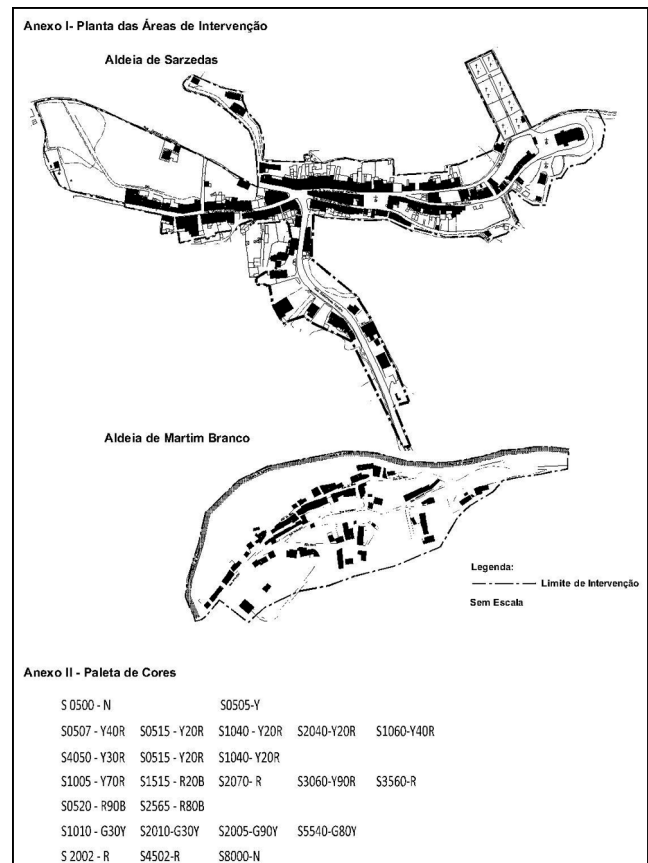 Anexo I- Planta das Áreas de Intervenção
Aldeia de Sarzedas
Aldeia de Martim Branco
Legenda:
Limite de Intervenção
Sem Escala
Anexo II - Paleta de Cores
S 0500 - N S0505-Y
S0507 - Y40R S0515 - Y20R S1040 - Y20R S2040-Y20R S1060-Y40R
S4050 - Y30R S0515 - Y20R S1040- Y20R
S1005 - Y70R S1515 - R20B S2070- R S3060-Y90R S3560-R
S0520 - R90B S2565 - R80B
S1010 - G30Y S2010-G30Y S2005-G90Y S5540-G80Y
S 2002 - R S4502-R S8000-N